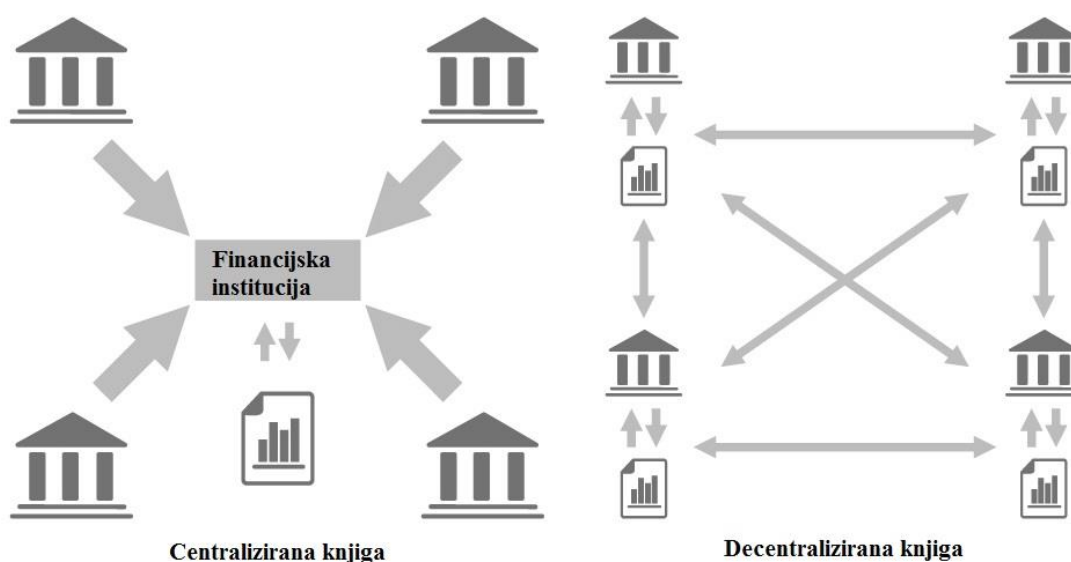 Financijska
institucija
Centralizirana knjiga
Decentralizirana knjiga